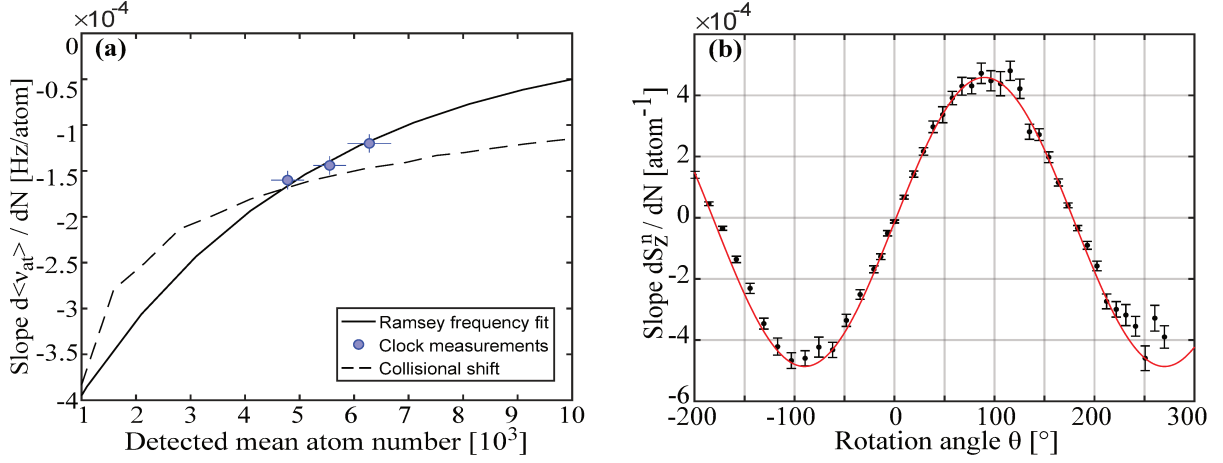 ×10⁻⁴
(a)
0
-0.5
-1
-1.5
-2
-2.5
-3
-3.5
-4
Slope d<νat> / dN [Hz/atom]
Ramsey frequency fit
Clock measurements
Collisional shift
1 2 3 4 5 6 7 8 9 10
Detected mean atom number [10³]
×10⁻⁴
(b)
4
2
0
-2
-4
-6
Slope dSZⁿ / dN [atom⁻¹]
-200 -100 0 100 200 300
Rotation angle θ [°]